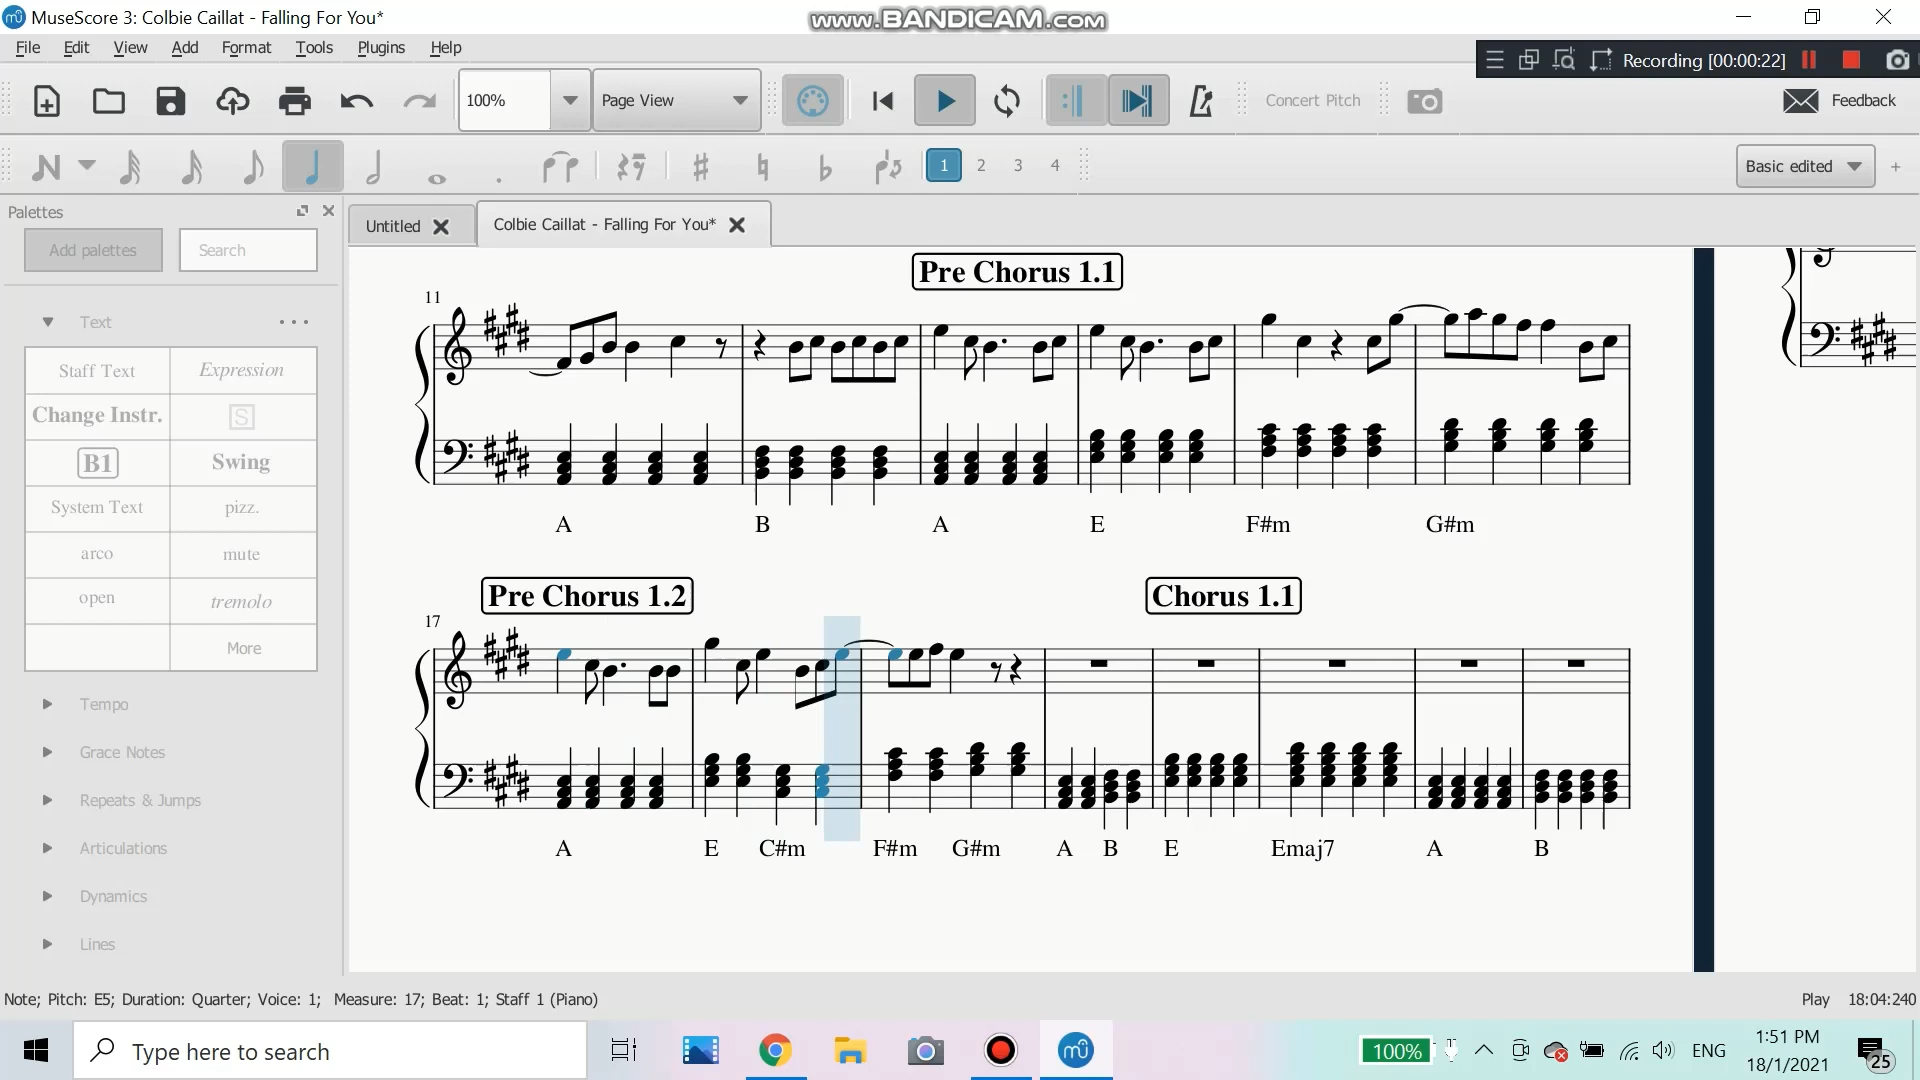 MuseScore 3: Colbie Caillat - Falling For You*
www.BANDICAM.com
File Edit View Add Format Tools Plugins Help
Recording [00:00:22]
100% Page View Concert Pitch Feedback
1 2 3 4 Basic edited +
Palettes
Untitled Colbie Caillat - Falling For You*
Add palettes Search
Text
Staff Text Expression
Change Instr. S
B1 Swing
System Text pizz.
arco mute
open tremolo
More
Tempo
Grace Notes
Repeats & Jumps
Articulations
Dynamics
Lines
Pre Chorus 1.1
11
A B A E F#m G#m
Pre Chorus 1.2 Chorus 1.1
17
A E C#m F#m G#m A B E Emaj7 A B
Note; Pitch: E5; Duration: Quarter; Voice: 1; Measure: 17; Beat: 1; Staff 1 (Piano)
Play 18:04:240
Type here to search
100% ENG
1:51 PM
18/1/2021
25